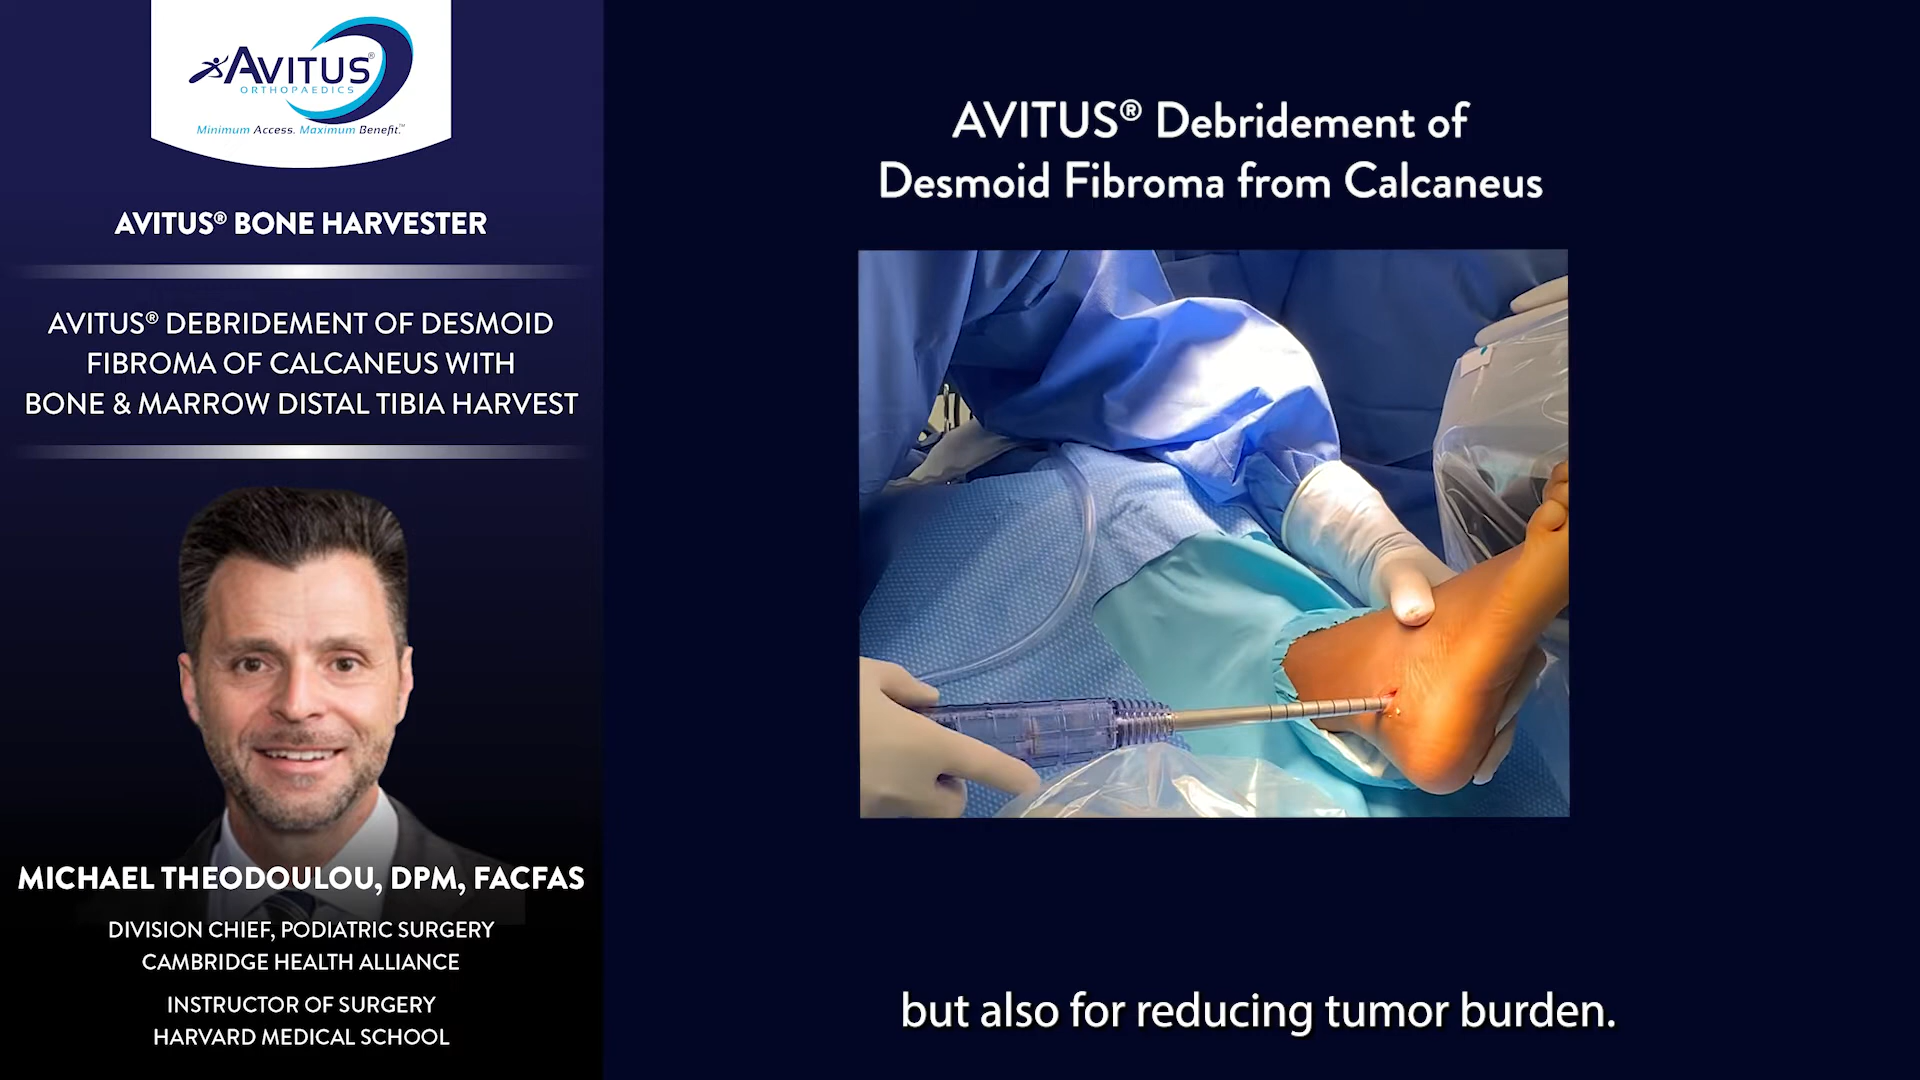 AVITUS®
ORTHOPAEDICS
Minimum Access. Maximum Benefit.™
AVITUS® BONE HARVESTER
AVITUS® DEBRIDEMENT OF DESMOID
FIBROMA OF CALCANEUS WITH
BONE & MARROW DISTAL TIBIA HARVEST
MICHAEL THEODOULOU, DPM, FACFAS
DIVISION CHIEF, PODIATRIC SURGERY
CAMBRIDGE HEALTH ALLIANCE
INSTRUCTOR OF SURGERY
HARVARD MEDICAL SCHOOL
AVITUS® Debridement of
Desmoid Fibroma from Calcaneus
but also for reducing tumor burden.